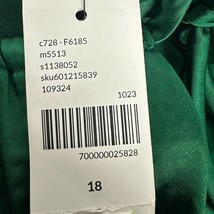 c728 - F6185
m5513
s1138052
sku601215839
109324 1023
700000025828
18